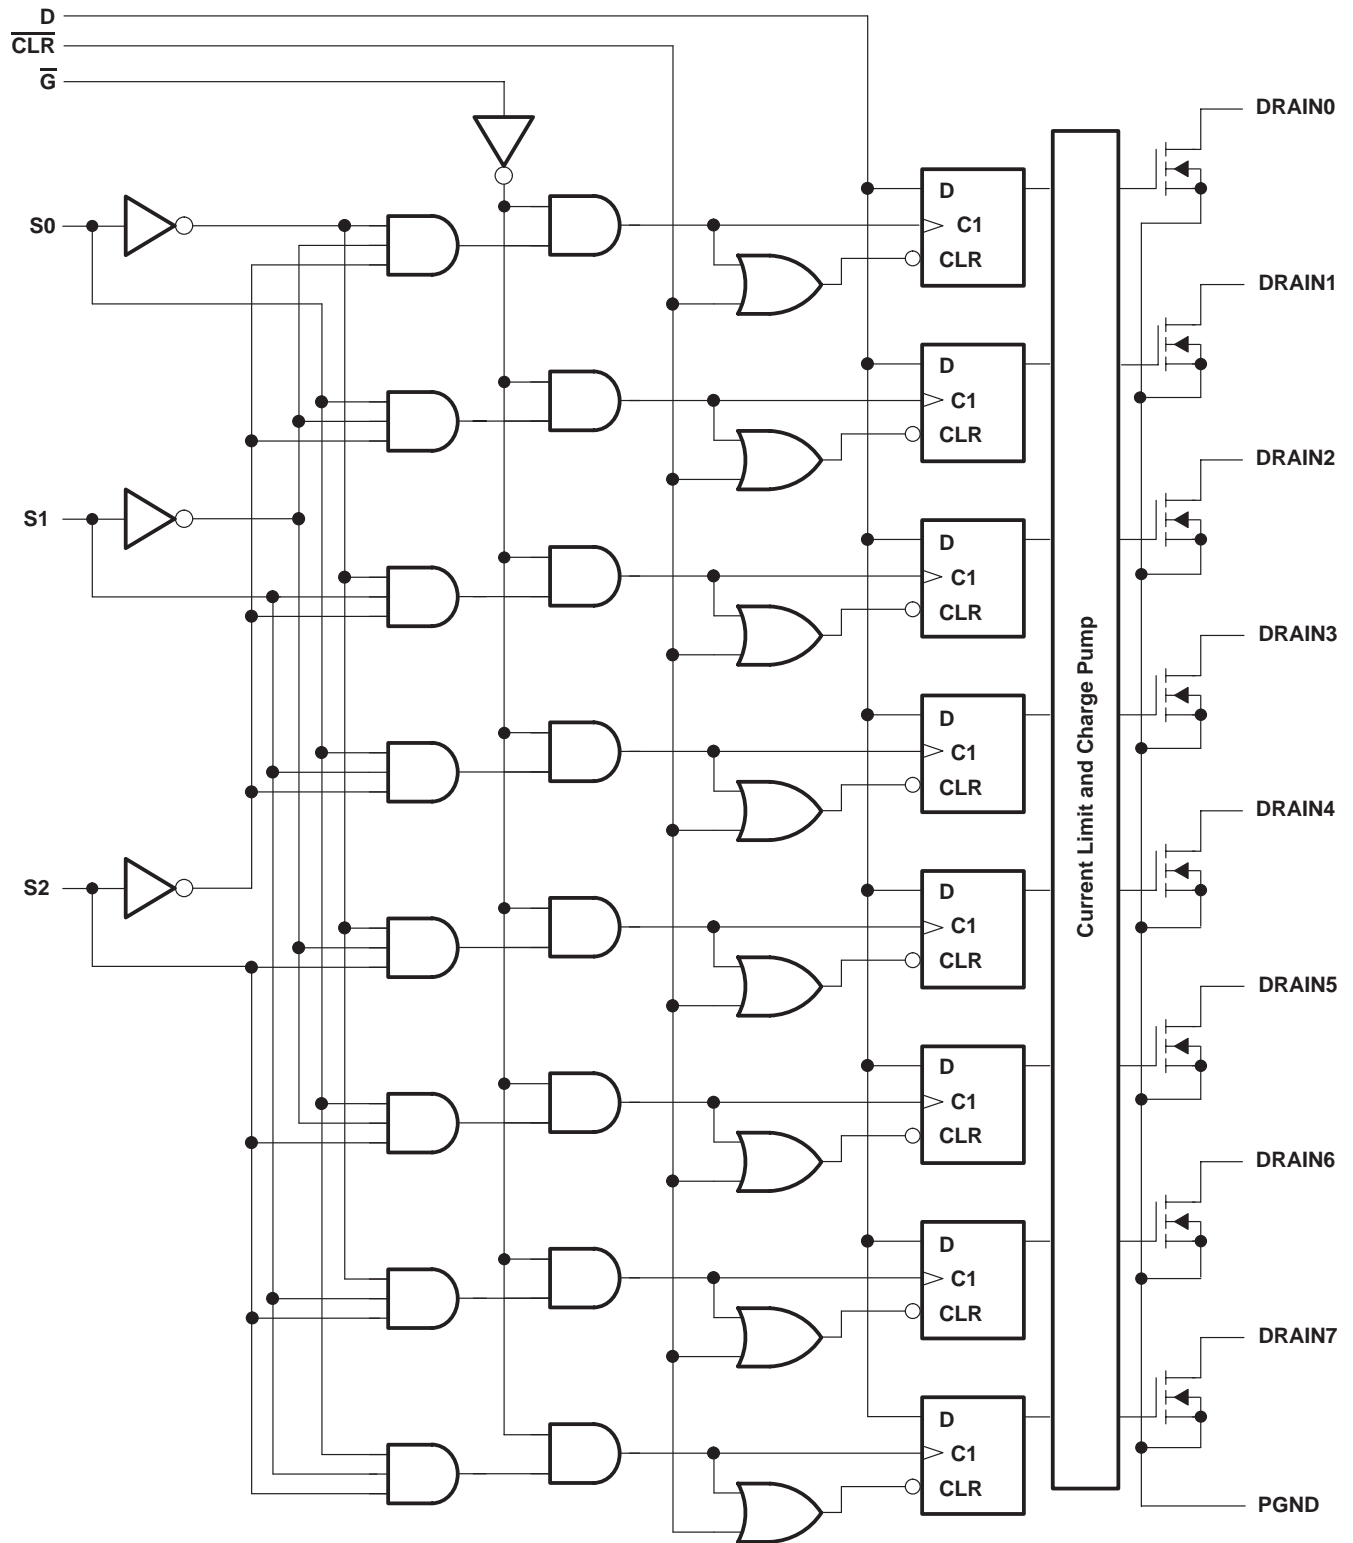 D
CLR
G
DRAIN0
D
C1
CLR
S0
DRAIN1
D
C1
CLR
DRAIN2
S1
D
C1
CLR
DRAIN3
D
C1
CLR
Current Limit and Charge Pump
DRAIN4
S2
D
C1
CLR
DRAIN5
D
C1
CLR
DRAIN6
D
C1
CLR
DRAIN7
D
C1
CLR
PGND